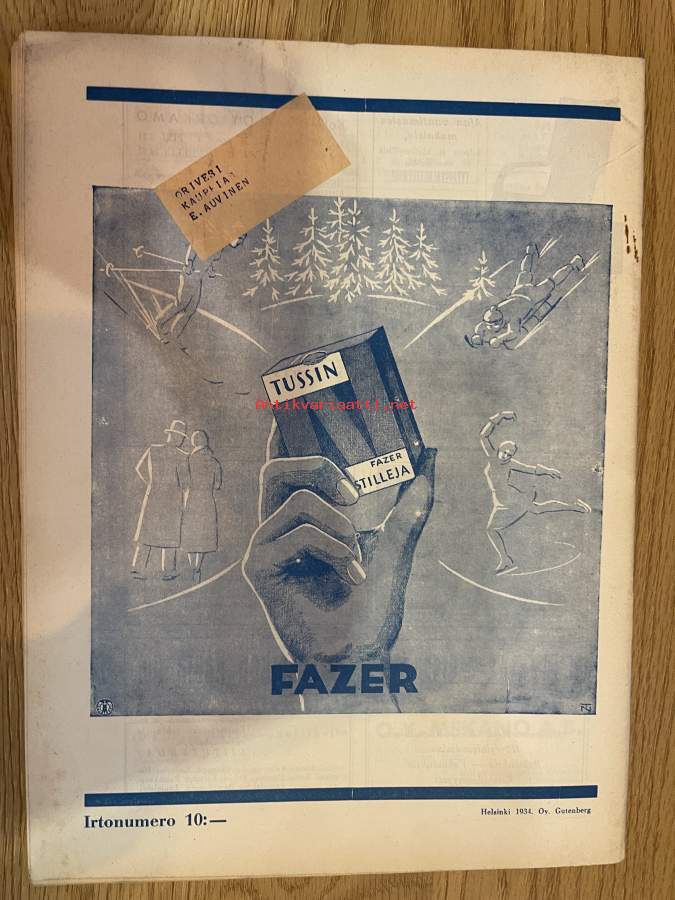 ORIVESI
KAUPPIAS
E. AUVINEN
TUSSIN
Antikvariaatti.net
FAZER
STILLEJA
FAZER
Irtonumero 10:—
Helsinki 1934. Oy. Gutenberg